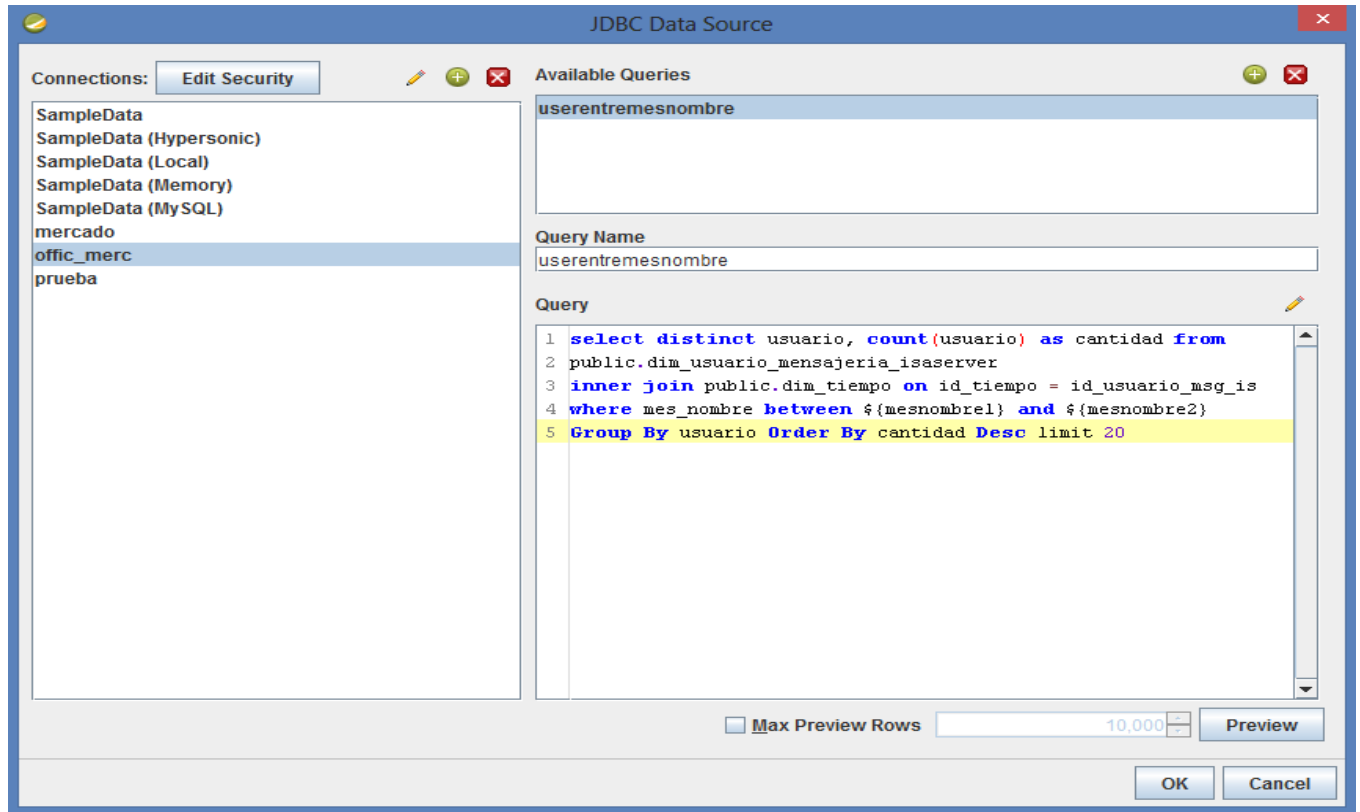 JDBC Data Source
Connections: Edit Security
SampleData
SampleData (Hypersonic)
SampleData (Local)
SampleData (Memory)
SampleData (MySQL)
mercado
offic_merc
prueba
Available Queries
userentremesnombre
Query Name
userentremesnombre
Query
1 select distinct usuario, count(usuario) as cantidad from
2 public.dim_usuario_mensajeria_isaserver
3 inner join public.dim_tiempo on id_tiempo = id_usuario_msg_is
4 where mes_nombre between ${mesnombre1} and ${mesnombre2}
5 Group By usuario Order By cantidad Desc limit 20
Max Preview Rows 10,000 Preview
OK Cancel